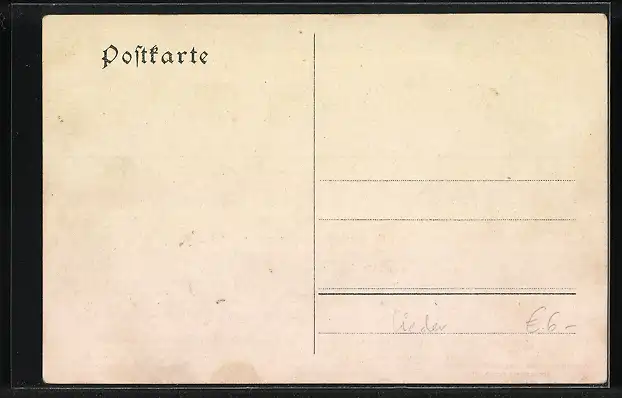 Postkarte
Lieder €6-